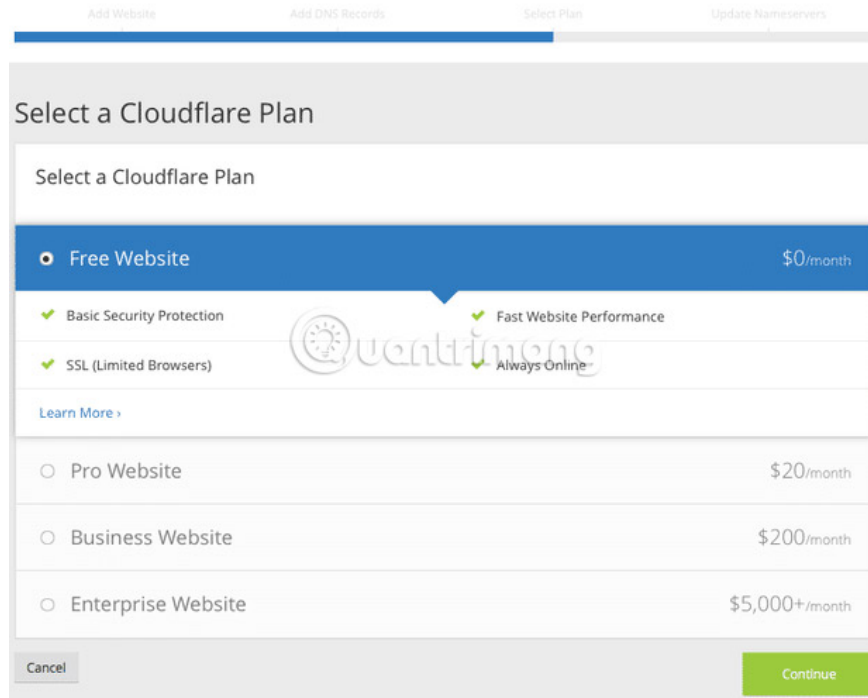 Add Website Add DNS Records Select Plan Update Nameservers
Select a Cloudflare Plan
Select a Cloudflare Plan
Free Website $0/month
Basic Security Protection Fast Website Performance
Quantrimang
SSL (Limited Browsers) Always Online
Learn More ›
Pro Website $20/month
Business Website $200/month
Enterprise Website $5,000+/month
Cancel Continue